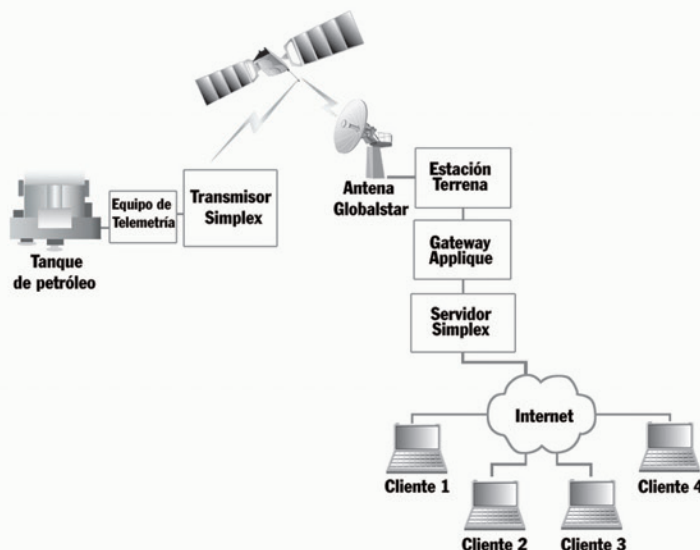 Tanque
de petróleo
Equipo de
Telemetría
Transmisor
Simplex
Antena
Globalstar
Estación
Terrena
Gateway
Applique
Servidor
Simplex
Internet
Cliente 1
Cliente 2
Cliente 3
Cliente 4